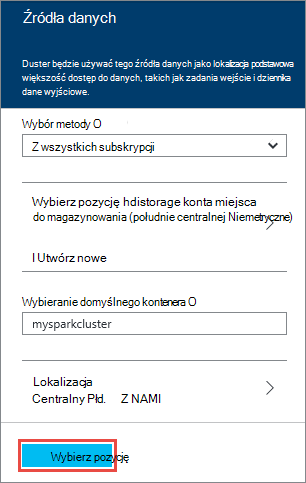 Źródła danych
Duster będzie używać tego źródła danych jako lokalizacja podstawowa
większość dostęp do danych, takich jak zadania wejście i dziennika
dane wyjściowe.
Wybór metody O
Z wszystkich subskrypcji
Wybierz pozycję hdistorage konta miejsca
do magazynowania (południe centralnej Niemetryczne)
I Utwórz nowe
Wybieranie domyślnego kontenera O
mysparkcluster
Lokalizacja
Centralny Płd. Z NAMI
Wybierz pozycję